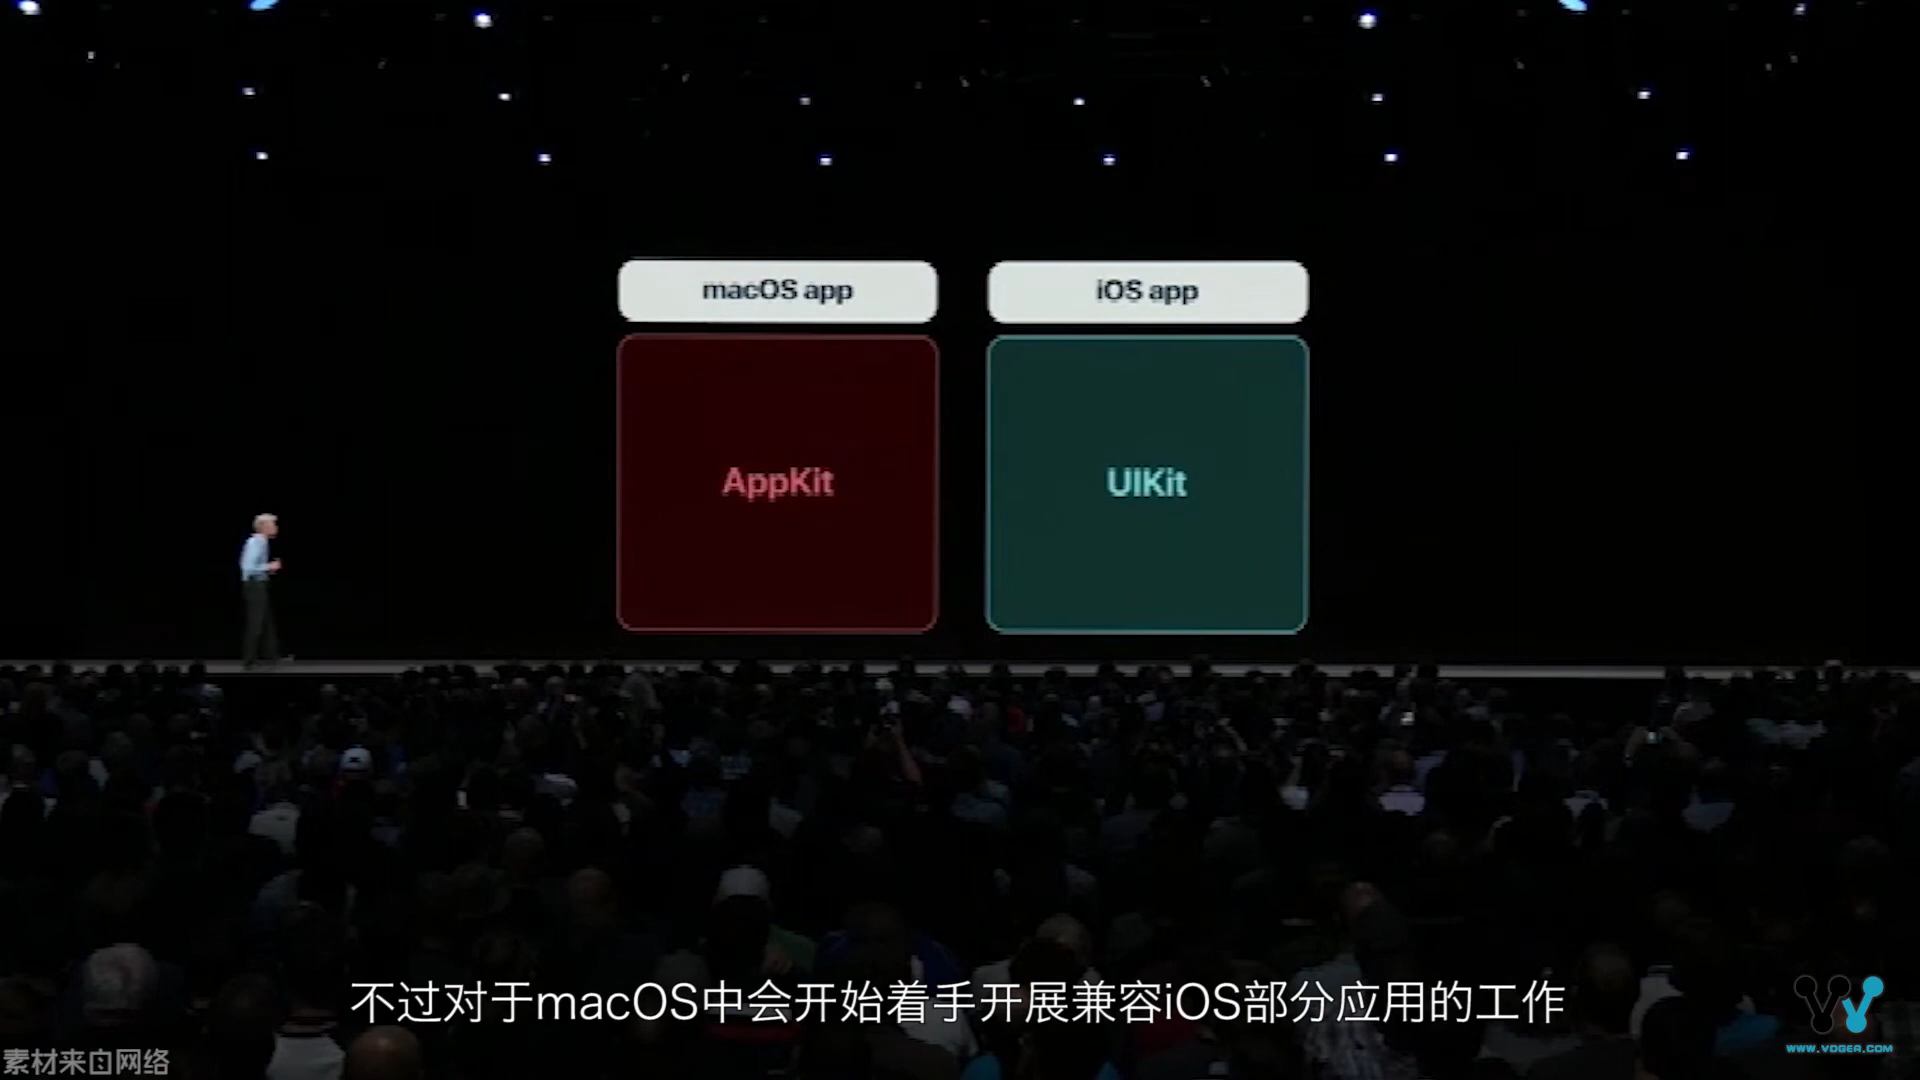 macOS app
iOS app
AppKit
UIKit
不过对于macOS中会开始着手开展兼容iOS部分应用的工作
素材来自网络
WWW.VOGER.COM